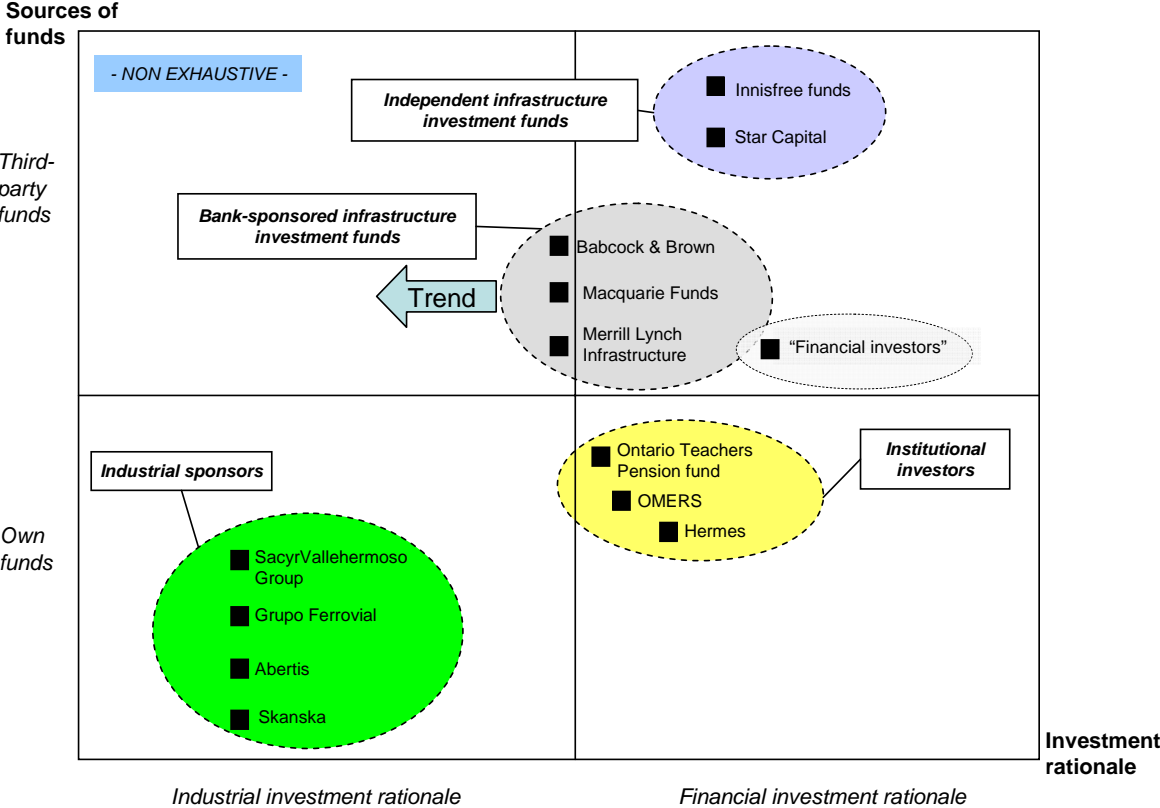 Sources of
funds
- NON EXHAUSTIVE -
Independent infrastructure
investment funds
Innisfree funds
Star Capital
Third-
party
funds
Bank-sponsored infrastructure
investment funds
Babcock & Brown
Macquarie Funds
Merrill Lynch
Infrastructure
Trend
“Financial investors”
Industrial sponsors
Ontario Teachers
Pension fund
OMERS
Hermes
Institutional
investors
Own
funds
SacyrVallehermoso
Group
Grupo Ferrovial
Abertis
Skanska
Investment
rationale
Industrial investment rationale
Financial investment rationale